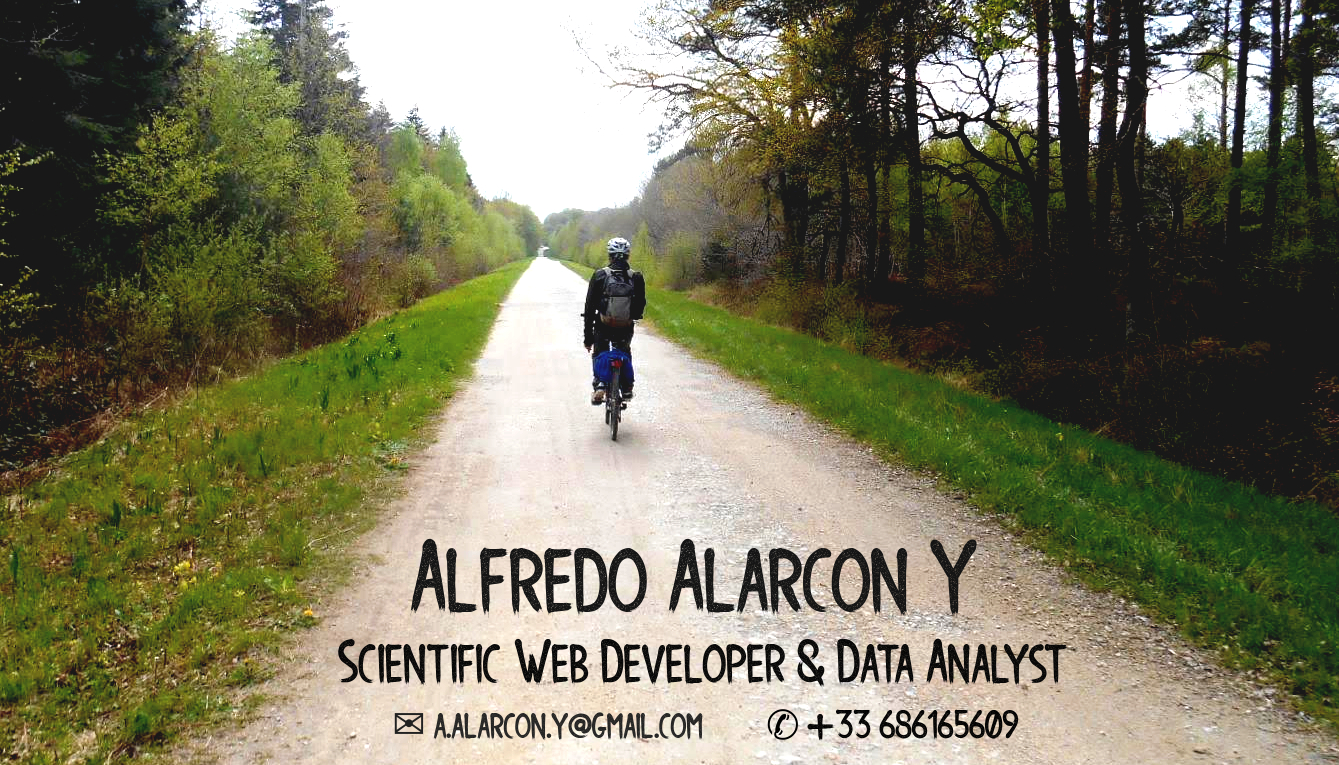 Alfredo Alarcon Y
Scientific Web Developer & Data Analyst
✉ a.alarcon.y@gmail.com ✆ +33 686165609